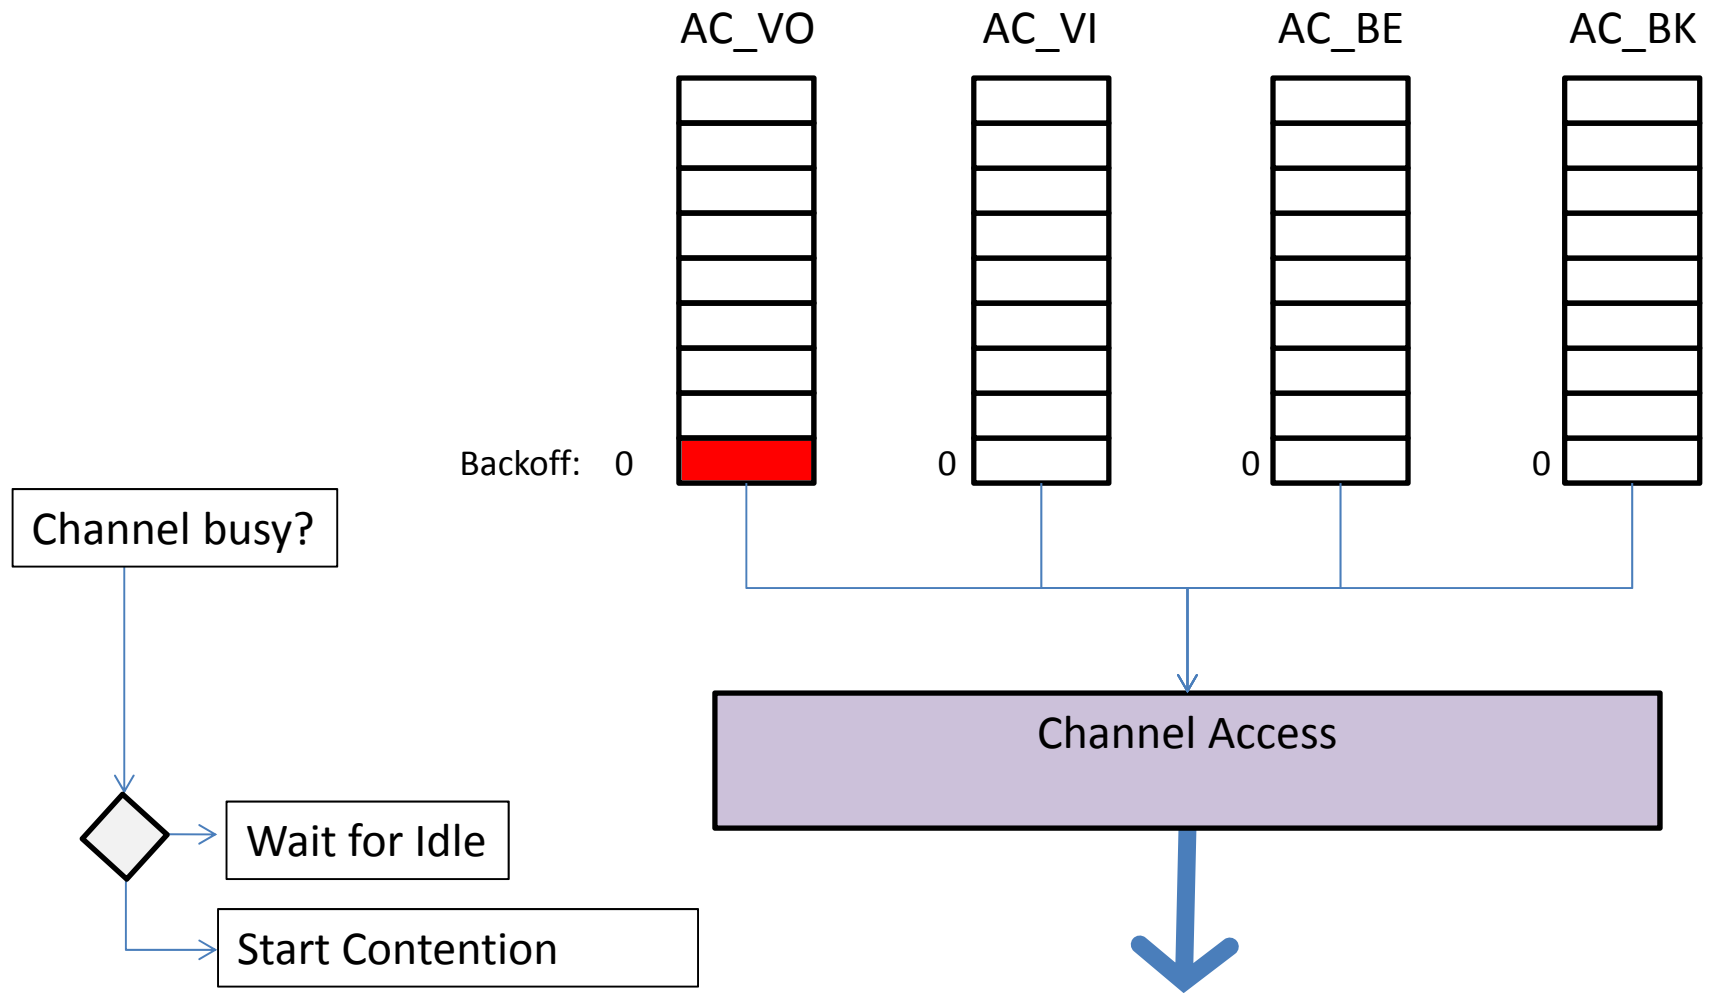 AC_VO AC_VI AC_BE AC_BK
Backoff: 0 0 0 0
Channel busy?
Channel Access
Wait for Idle
Start Contention